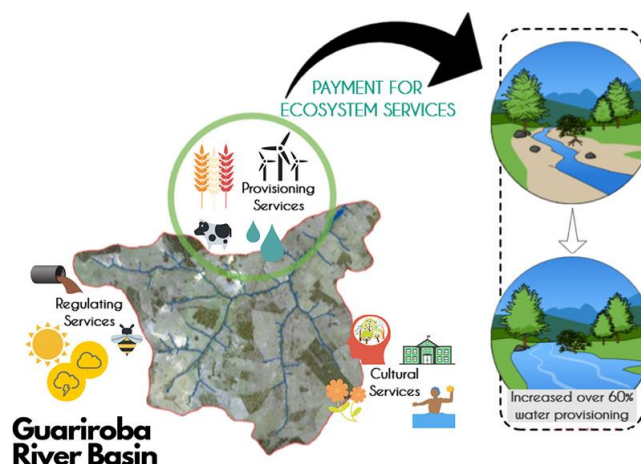 PAYMENT FOR
ECOSYSTEM SERVICES
Provisioning
Services
Regulating
Services
Cultural
Services
Increased over 60%
water provisioning
Guariroba
River Basin